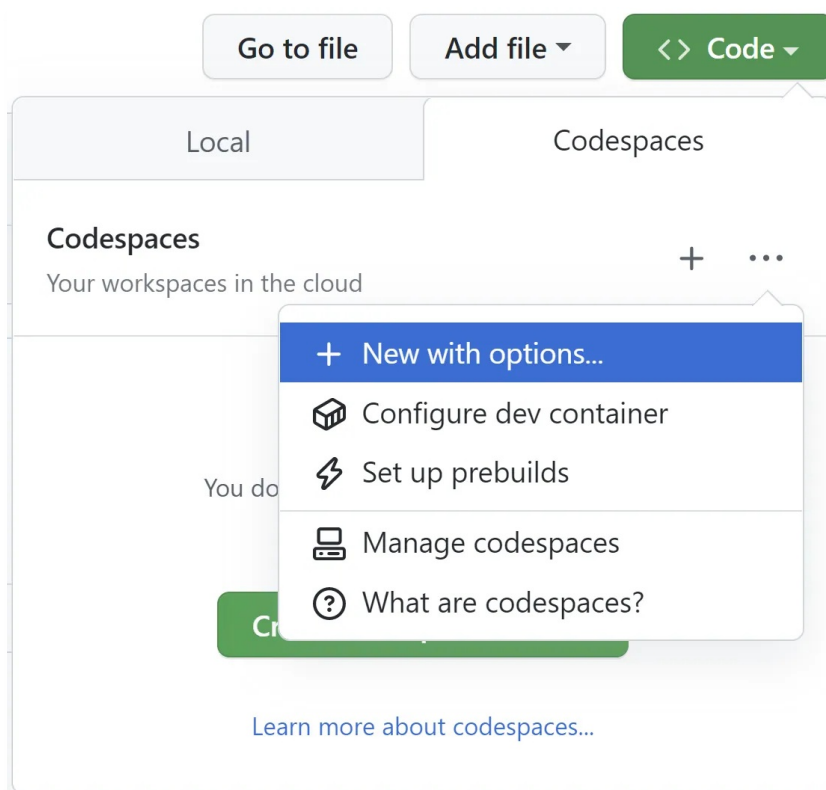 Go to file
Add file
<> Code
Local
Codespaces
Codespaces
Your workspaces in the cloud
New with options...
Configure dev container
You do
Set up prebuilds
Manage codespaces
What are codespaces?
Learn more about codespaces...